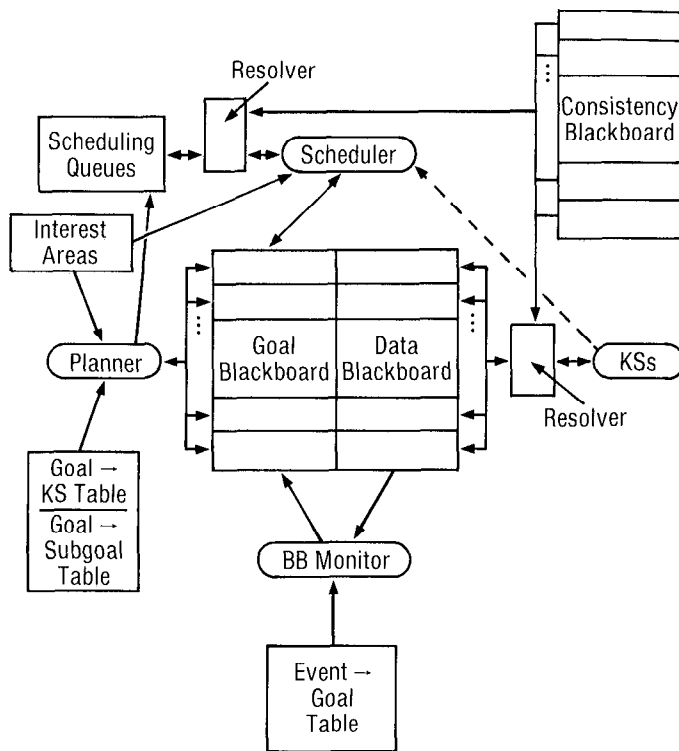 Resolver
Consistency
Blackboard
Scheduling
Queues
Scheduler
Interest
Areas
Goal
Blackboard
Data
Blackboard
Planner
KSs
Resolver
Goal →
KS Table
Goal →
Subgoal
Table
BB Monitor
Event →
Goal
Table